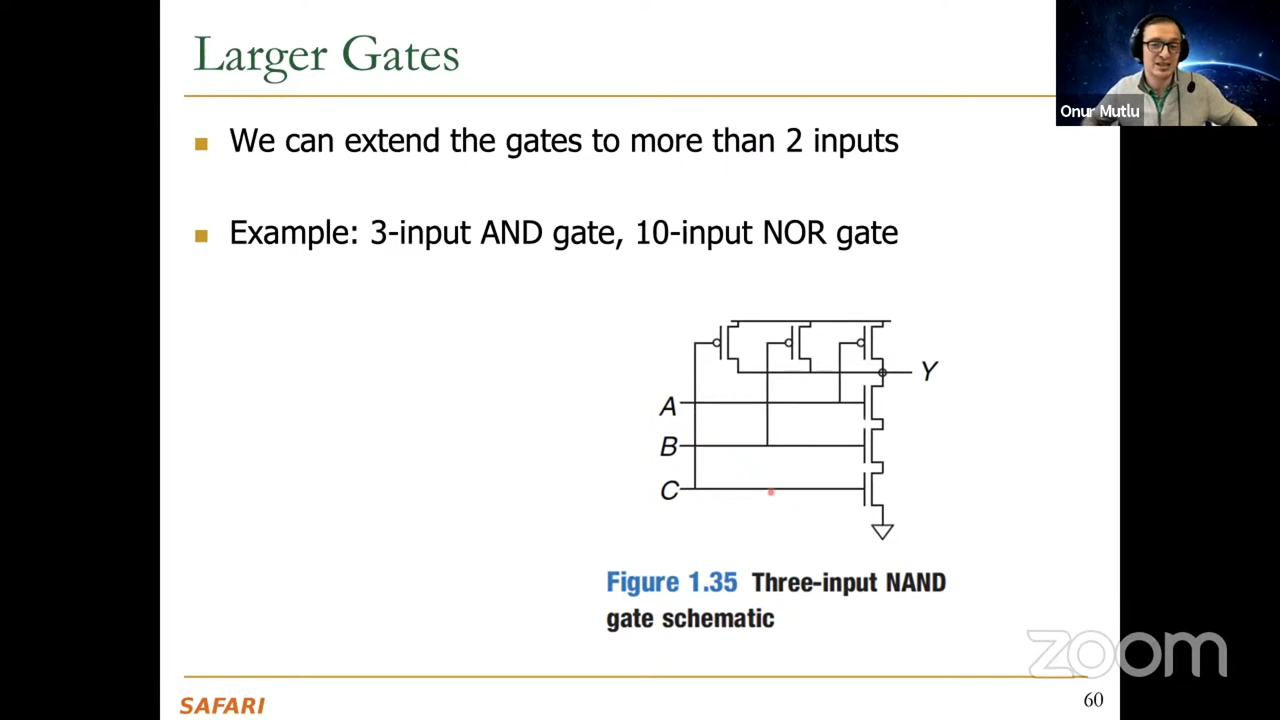 Larger Gates
Onur Mutlu
We can extend the gates to more than 2 inputs
Example: 3-input AND gate, 10-input NOR gate
Y
A
B
C
Figure 1.35 Three-input NAND
gate schematic
zoom
SAFARI
60